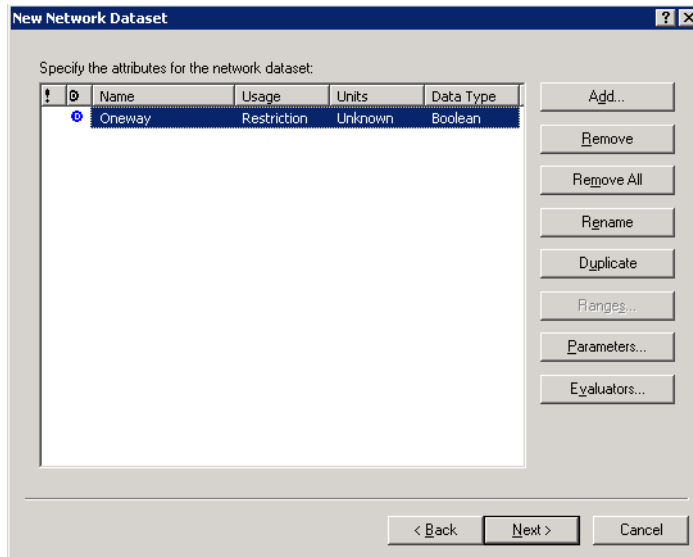 New Network Dataset
? X
Specify the attributes for the network dataset:
! D Name Usage Units Data Type
D Oneway Restriction Unknown Boolean
Add...
Remove
Remove All
Rename
Duplicate
Ranges...
Parameters...
Evaluators...
< Back Next > Cancel